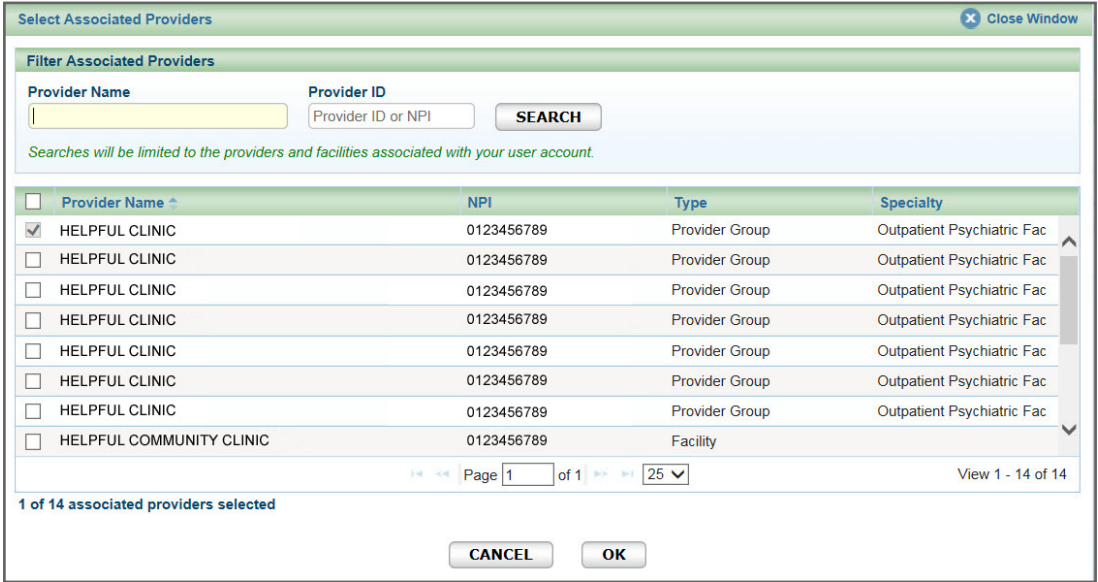 Select Associated Providers Close Window
Filter Associated Providers
Provider Name Provider ID
Provider ID or NPI SEARCH
Searches will be limited to the providers and facilities associated with your user account.
Provider Name NPI Type Specialty
HELPFUL CLINIC 0123456789 Provider Group Outpatient Psychiatric Fac
HELPFUL CLINIC 0123456789 Provider Group Outpatient Psychiatric Fac
HELPFUL CLINIC 0123456789 Provider Group Outpatient Psychiatric Fac
HELPFUL CLINIC 0123456789 Provider Group Outpatient Psychiatric Fac
HELPFUL CLINIC 0123456789 Provider Group Outpatient Psychiatric Fac
HELPFUL CLINIC 0123456789 Provider Group Outpatient Psychiatric Fac
HELPFUL CLINIC 0123456789 Provider Group Outpatient Psychiatric Fac
HELPFUL COMMUNITY CLINIC 0123456789 Facility
Page 1 of 1 25 View 1 - 14 of 14
1 of 14 associated providers selected
CANCEL OK